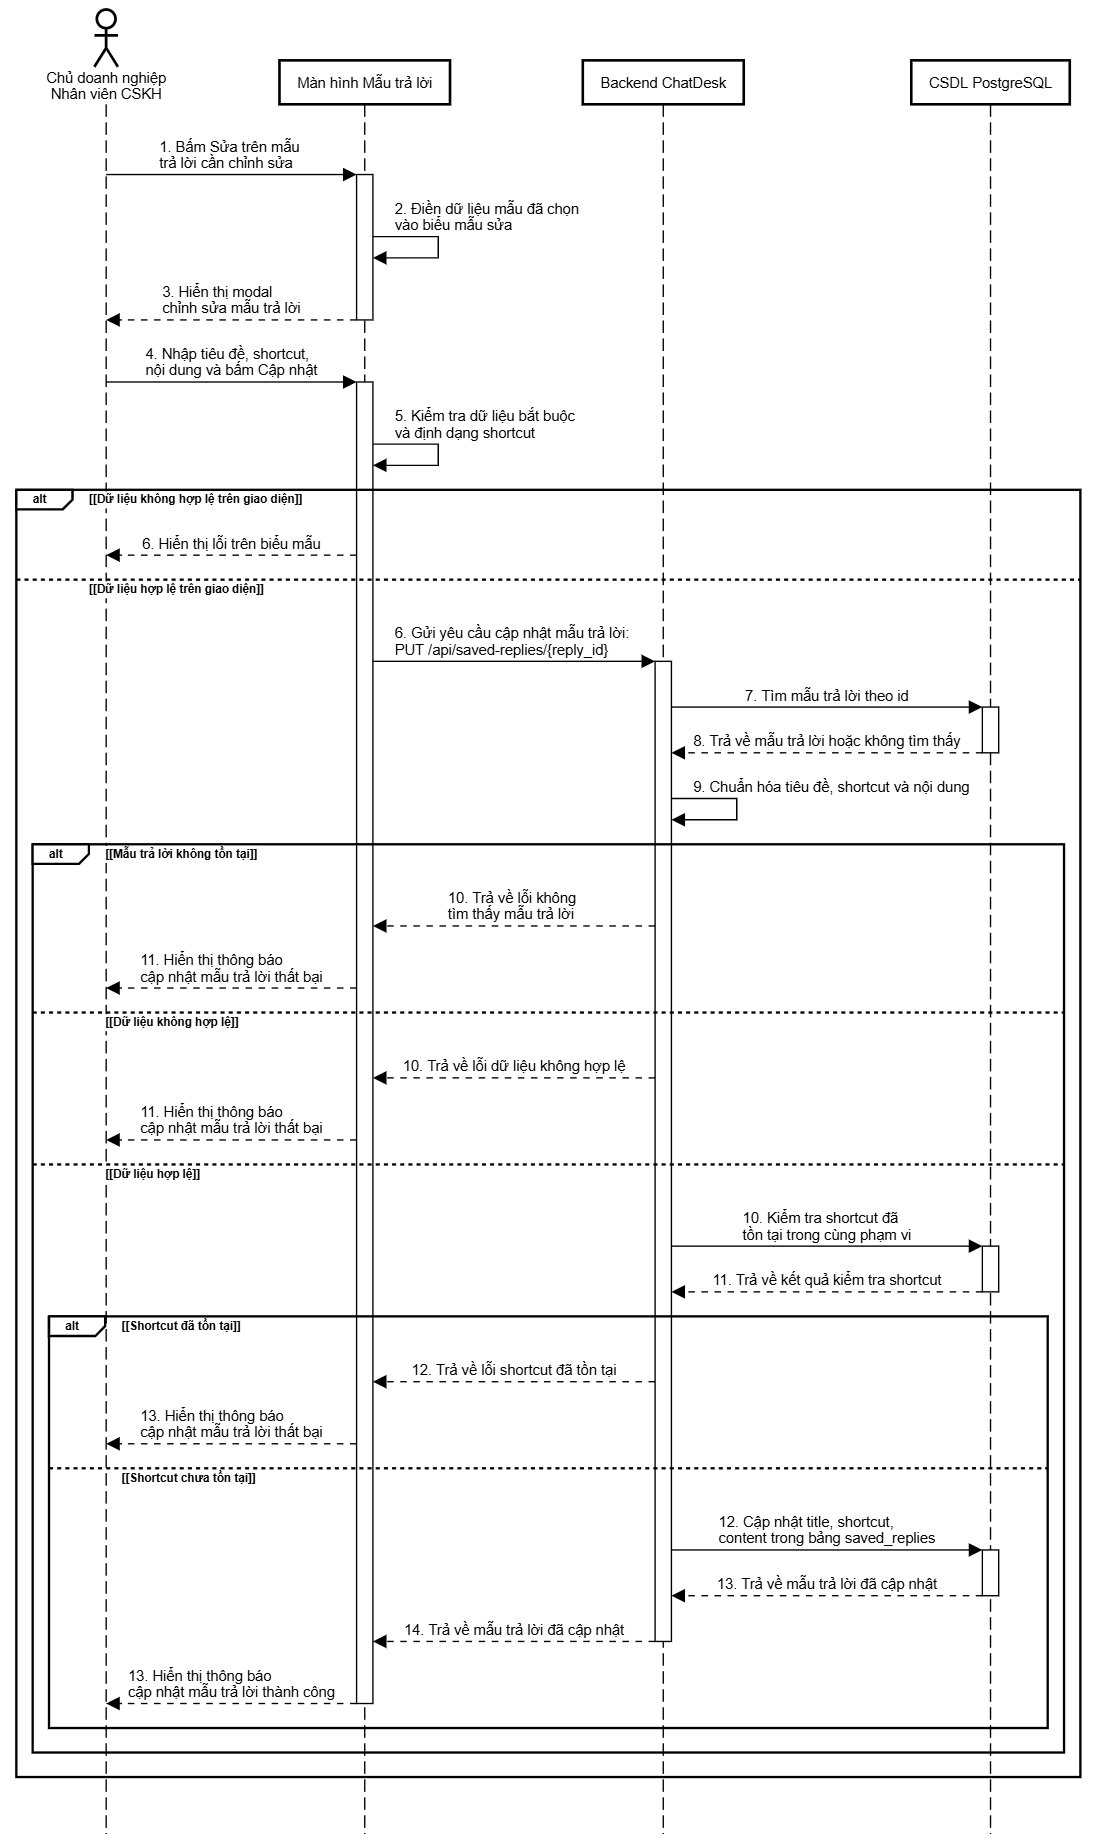 Chủ doanh nghiệp
Nhân viên CSKH
Màn hình Mẫu trả lời
Backend ChatDesk
CSDL PostgreSQL
1. Bấm Sửa trên mẫu
trả lời cần chỉnh sửa
2. Điền dữ liệu mẫu đã chọn
vào biểu mẫu sửa
3. Hiển thị modal
chỉnh sửa mẫu trả lời
4. Nhập tiêu đề, shortcut,
nội dung và bấm Cập nhật
5. Kiểm tra dữ liệu bắt buộc
và định dạng shortcut
alt
[[Dữ liệu không hợp lệ trên giao diện]]
6. Hiển thị lỗi trên biểu mẫu
[[Dữ liệu hợp lệ trên giao diện]]
6. Gửi yêu cầu cập nhật mẫu trả lời:
PUT /api/saved-replies/{reply_id}
7. Tìm mẫu trả lời theo id
8. Trả về mẫu trả lời hoặc không tìm thấy
9. Chuẩn hóa tiêu đề, shortcut và nội dung
alt
[[Mẫu trả lời không tồn tại]]
10. Trả về lỗi không
tìm thấy mẫu trả lời
11. Hiển thị thông báo
cập nhật mẫu trả lời thất bại
[[Dữ liệu không hợp lệ]]
10. Trả về lỗi dữ liệu không hợp lệ
11. Hiển thị thông báo
cập nhật mẫu trả lời thất bại
[[Dữ liệu hợp lệ]]
10. Kiểm tra shortcut đã
tồn tại trong cùng phạm vi
11. Trả về kết quả kiểm tra shortcut
alt
[[Shortcut đã tồn tại]]
12. Trả về lỗi shortcut đã tồn tại
13. Hiển thị thông báo
cập nhật mẫu trả lời thất bại
[[Shortcut chưa tồn tại]]
12. Cập nhật title, shortcut,
content trong bảng saved_replies
13. Trả về mẫu trả lời đã cập nhật
14. Trả về mẫu trả lời đã cập nhật
13. Hiển thị thông báo
cập nhật mẫu trả lời thành công